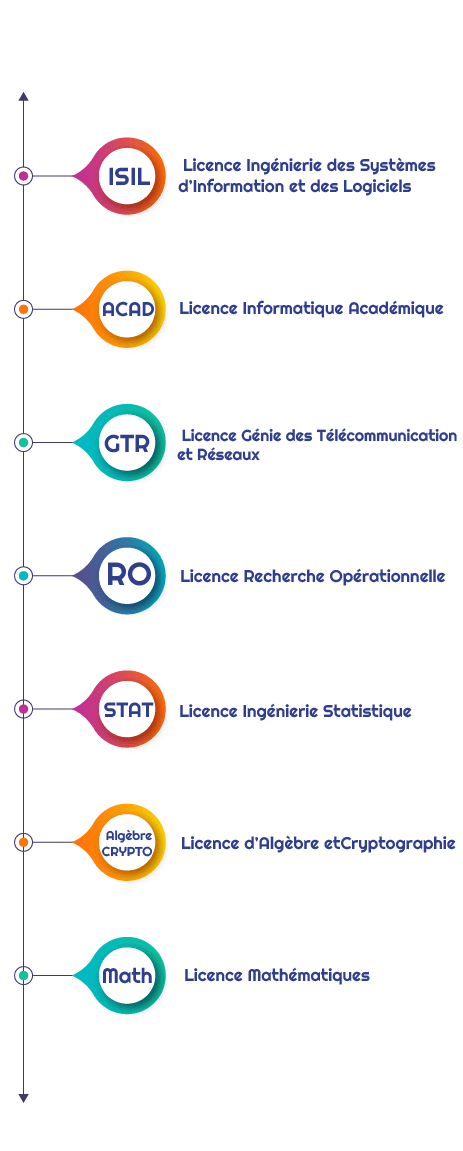 ISIL
Licence Ingénierie des Systèmes
d'Information et des Logiciels
ACAD
Licence Informatique Académique
GTR
Licence Génie des Télécommunication
et Réseaux
RO
Licence Recherche Opérationnelle
STAT
Licence Ingénierie Statistique
Algèbre
CRYPTO
Licence d'Algèbre etCryptographie
Math
Licence Mathématiques